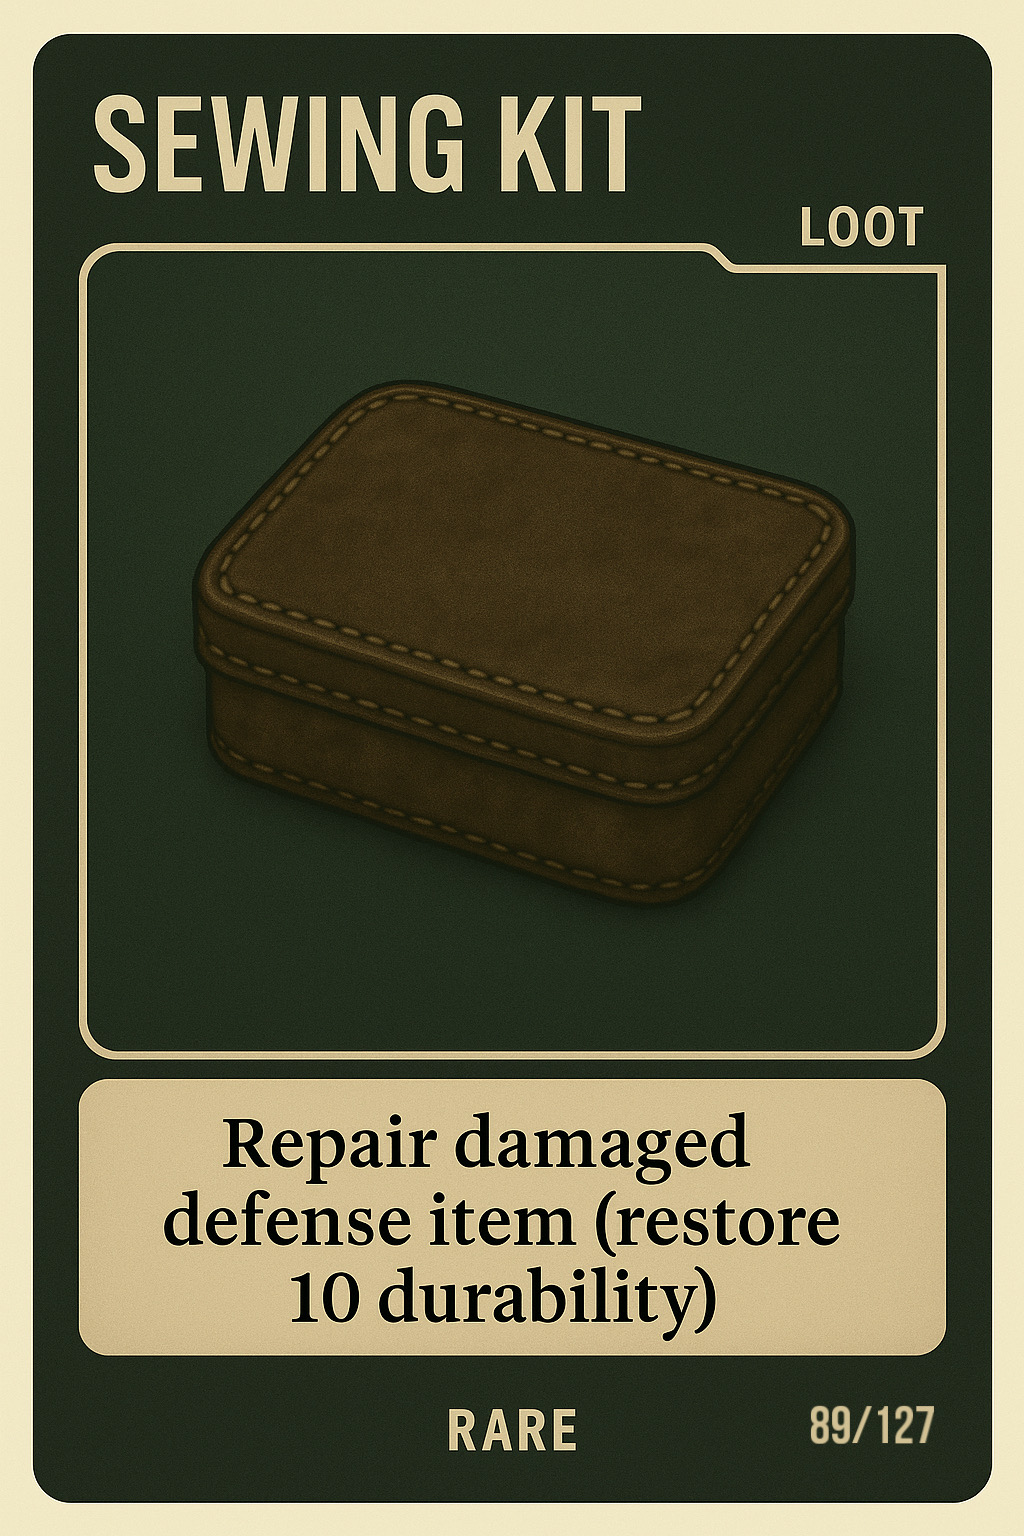 SEWING KIT
LOOT
Repair damaged
defense item (restore
10 durability)
RARE
89/127